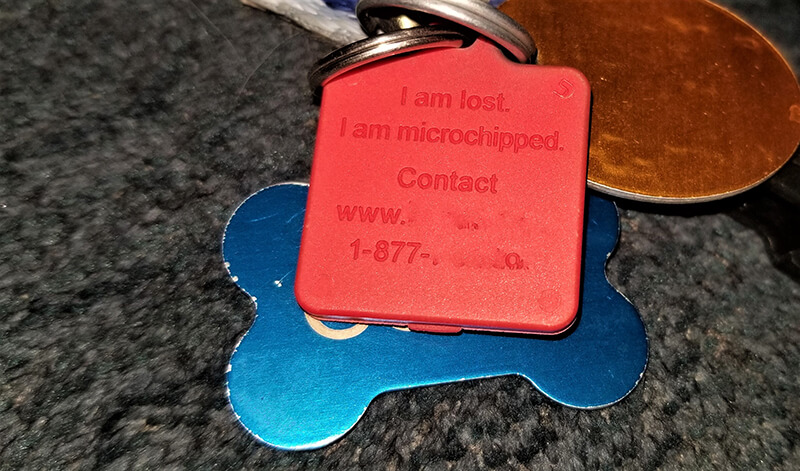 I am lost.
I am microchipped.
Contact
www.
1-877-